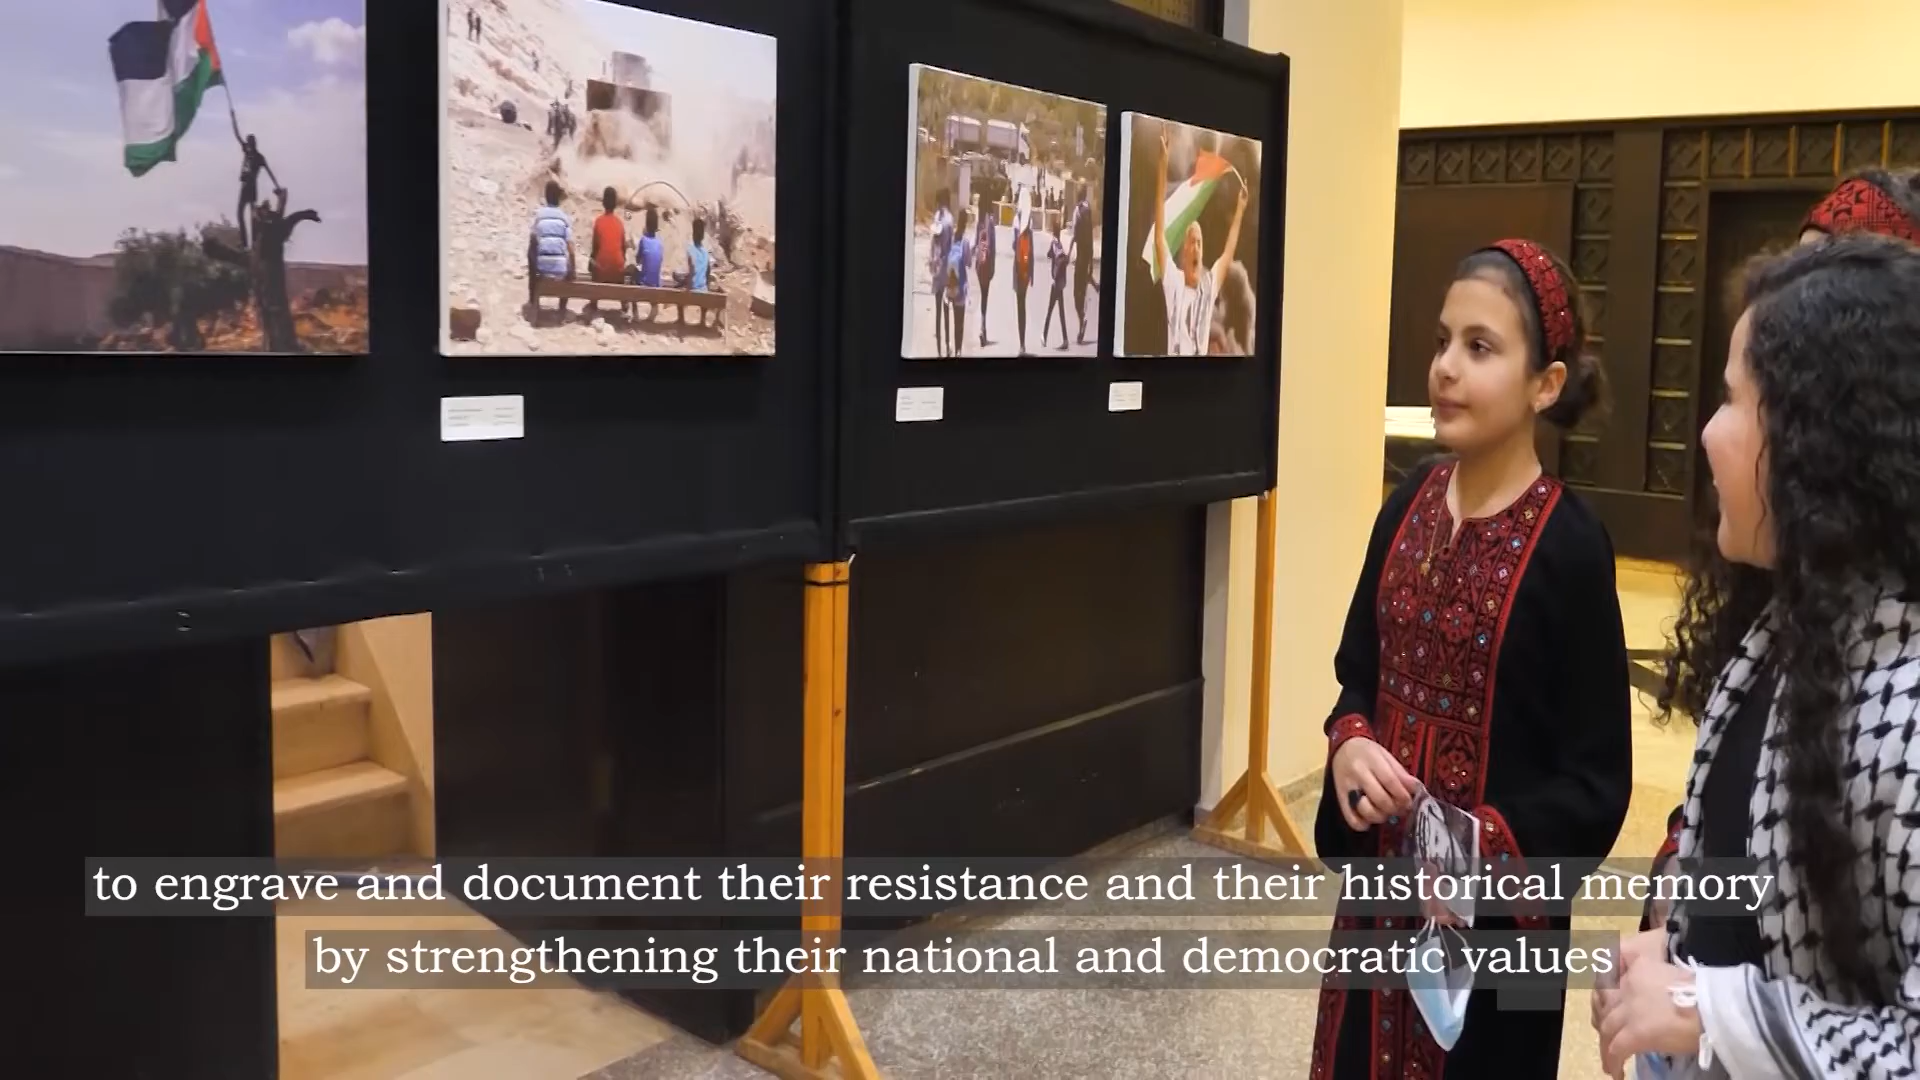 to engrave and document their resistance and their historical memory
by strengthening their national and democratic values